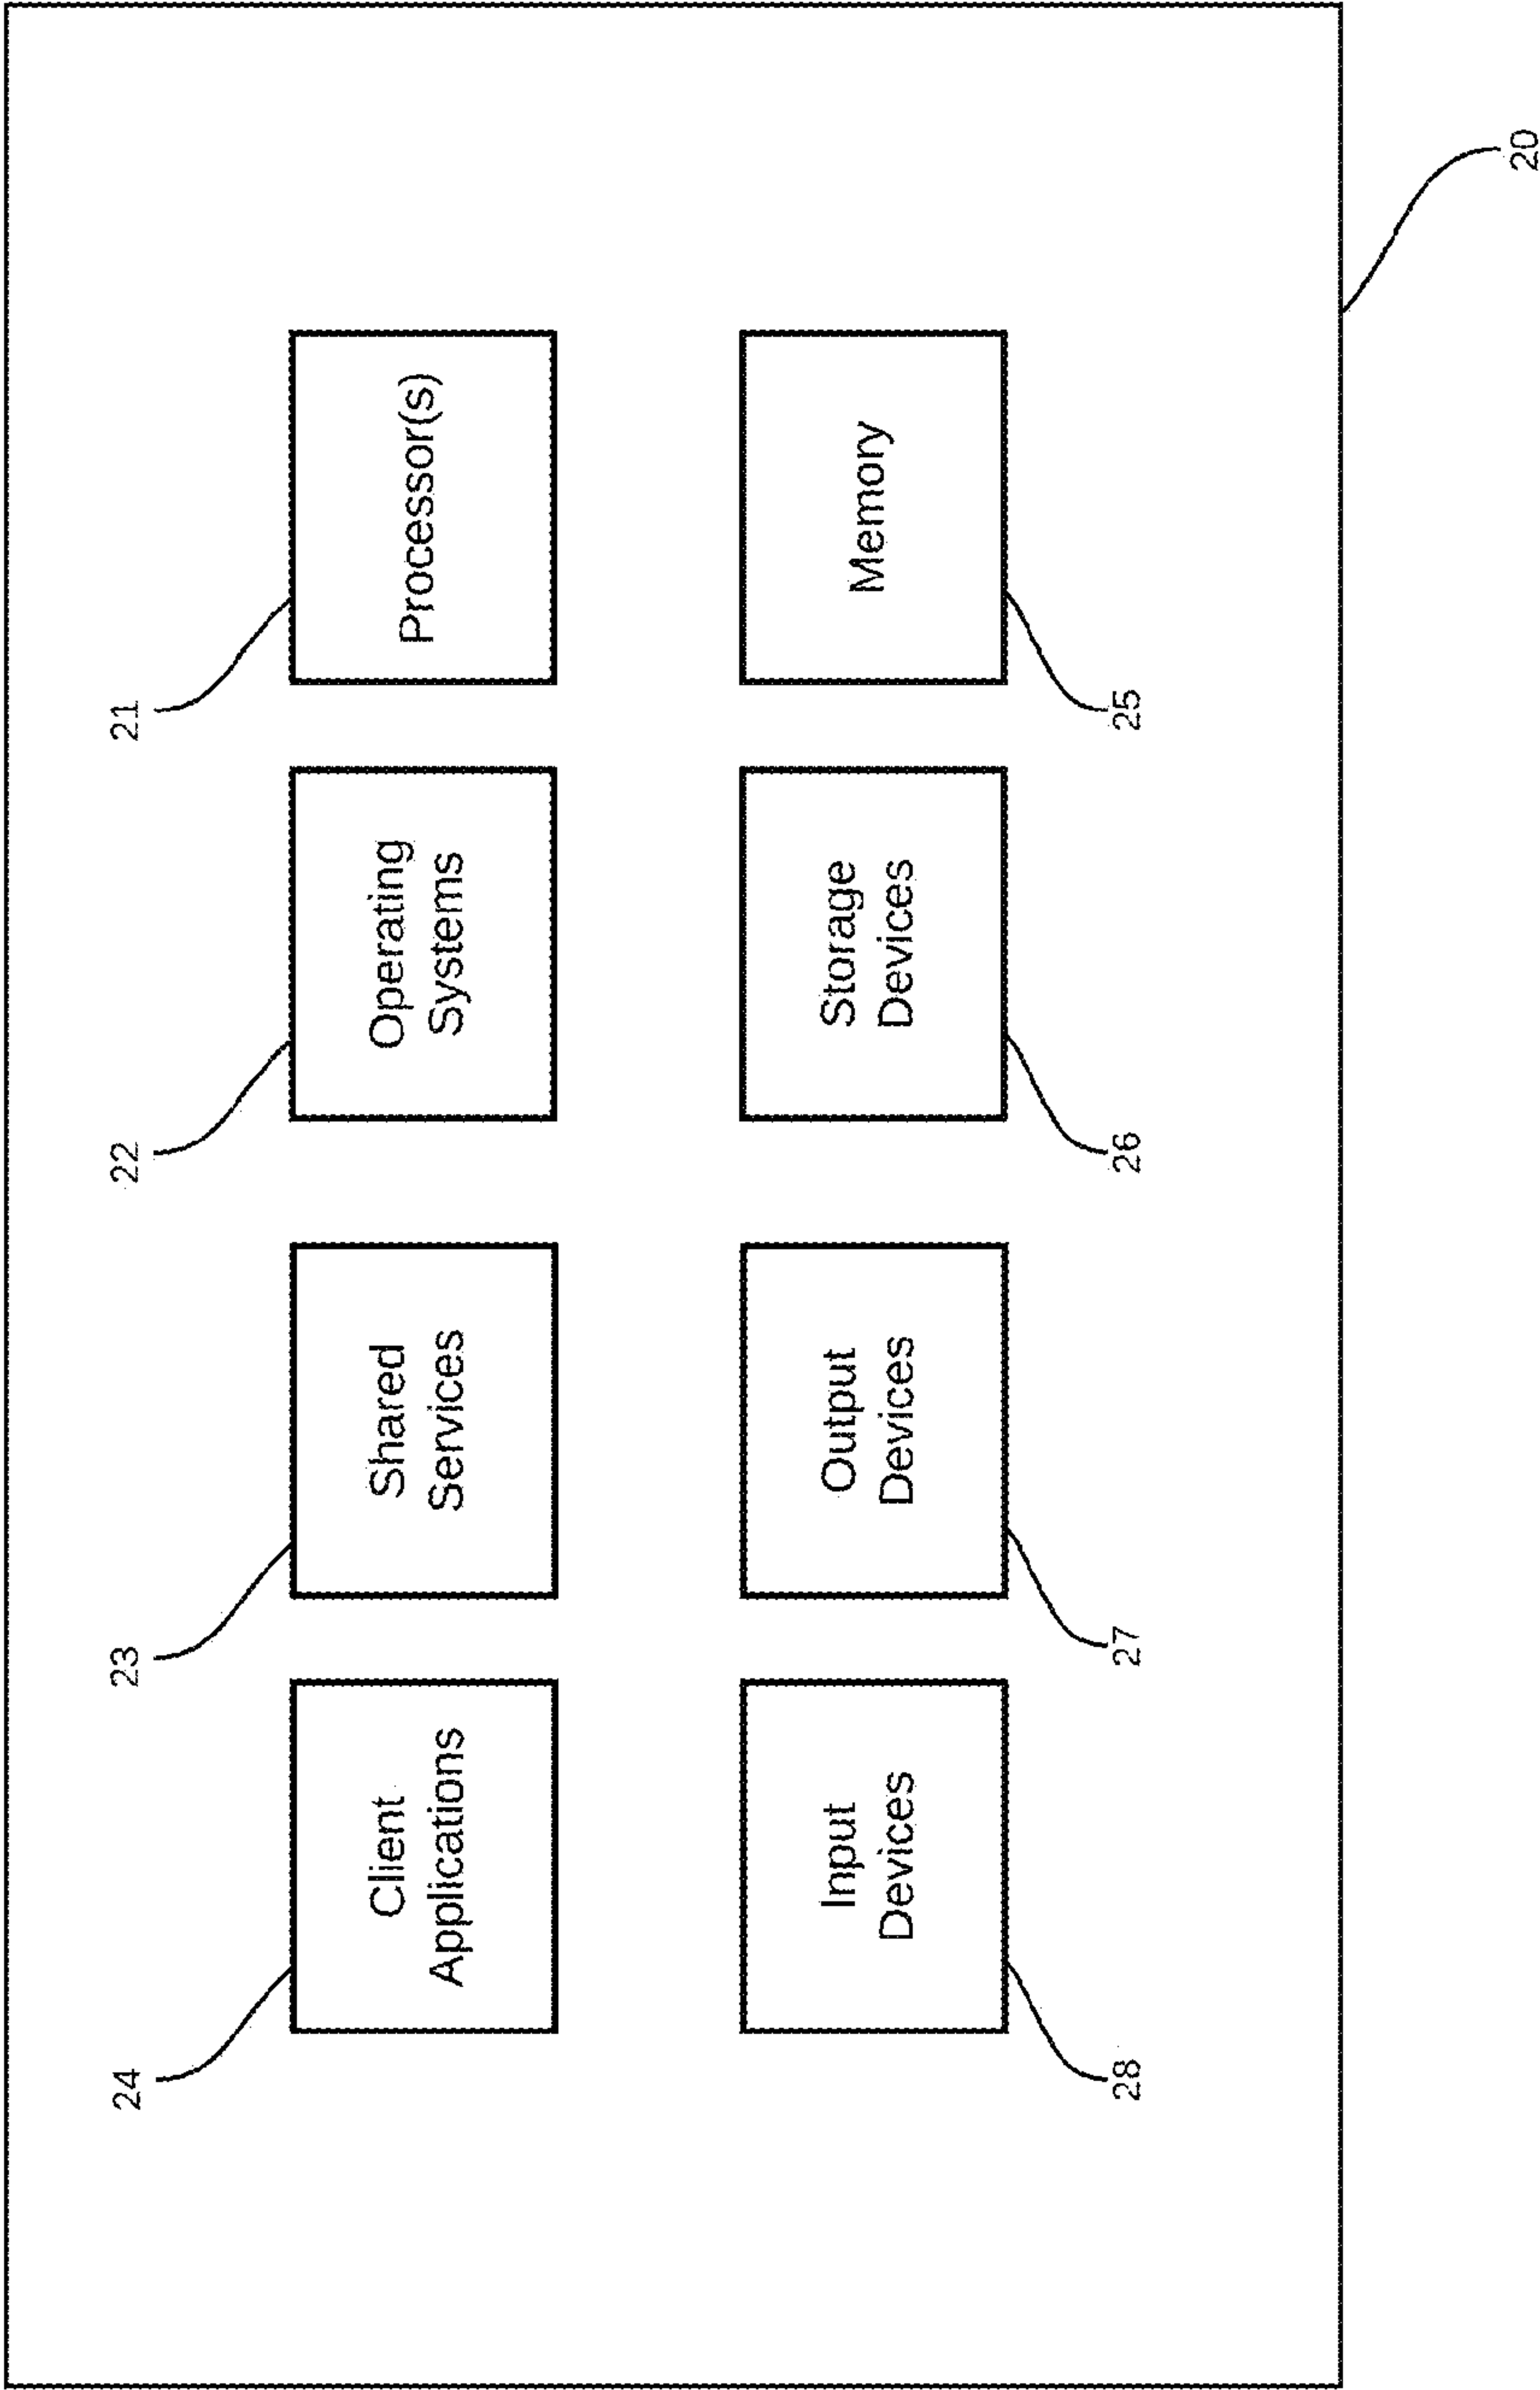 24
23
22
21
Client
Applications
Shared
Services
Operating
Systems
Processor(s)
Input
Devices
Output
Devices
Storage
Devices
Memory
28
27
26
25
20